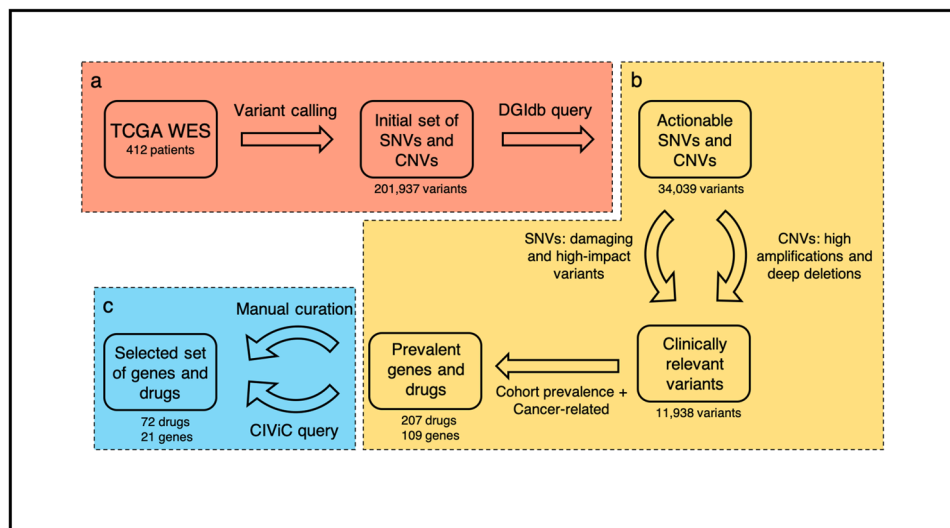 a
TCGA WES
412 patients
Variant calling
Initial set of
SNVs and
CNVs
201,937 variants
DGIdb query
b
Actionable
SNVs and
CNVs
34,039 variants
SNVs: damaging
and high-impact
variants
CNVs: high
amplifications and
deep deletions
Clinically
relevant
variants
11,938 variants
Cohort prevalence +
Cancer-related
Prevalent
genes and
drugs
207 drugs
109 genes
c
Manual curation
CIViC query
Selected set
of genes and
drugs
72 drugs
21 genes